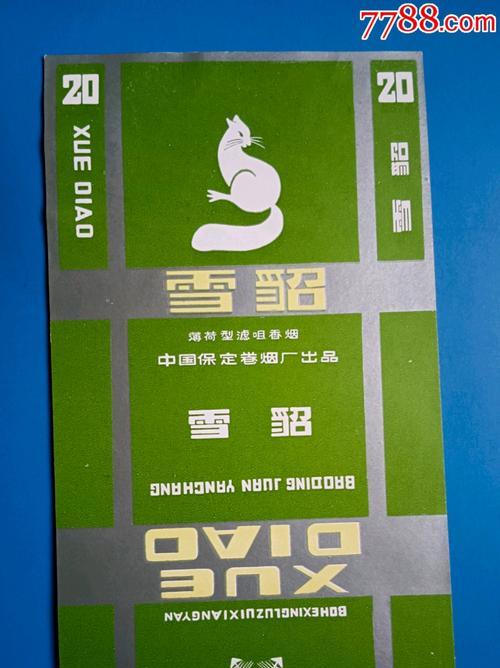 7788.com
20
XUE DIAO
20
雪貂
雪貂
薄荷型滤咀香烟
中国保定卷烟厂出品
雪貂
BOHEXINGLUZUIXIANGYAN
XUE
DIAO
BAODING JUAN YANCHANG